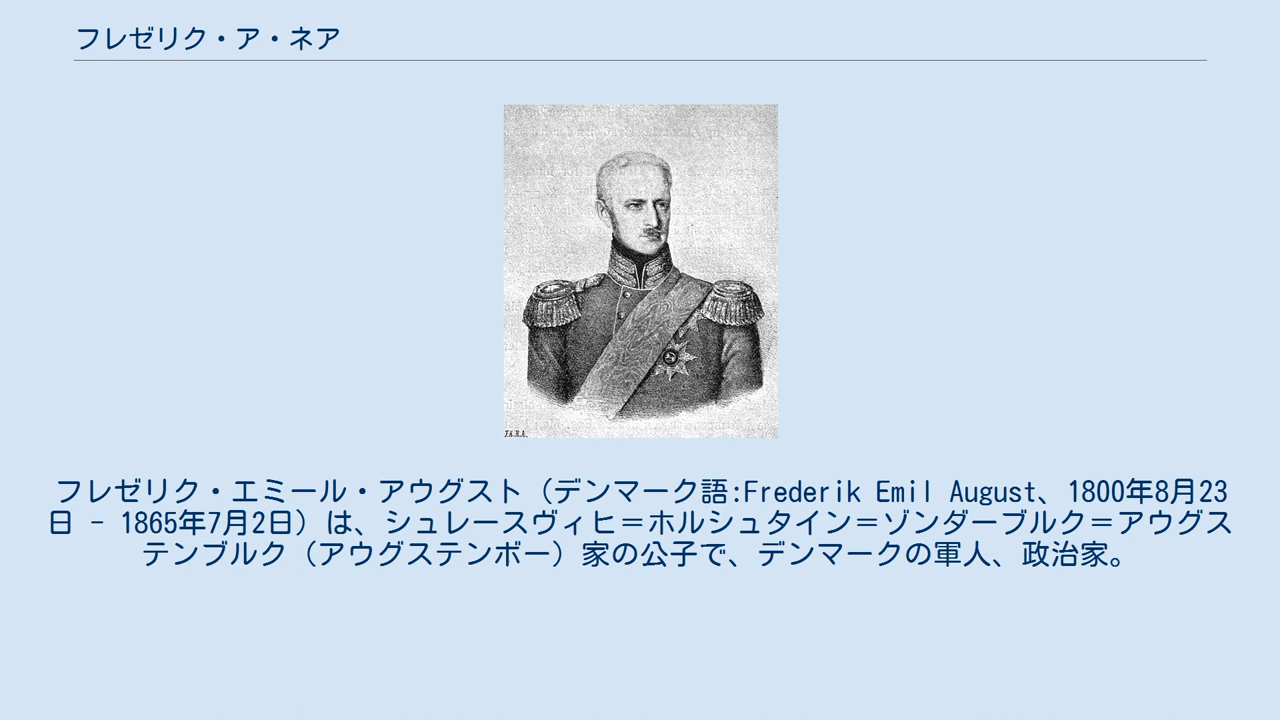 フレゼリク・ア・ネア
フレゼリク・エミール・アウグスト（デンマーク語:Frederik Emil August、1800年8月23
日 - 1865年7月2日）は、シュレースヴィヒ＝ホルシュタイン＝ゾンダーブルク＝アウグス
テンブルク（アウグステンボー）家の公子で、デンマークの軍人、政治家。